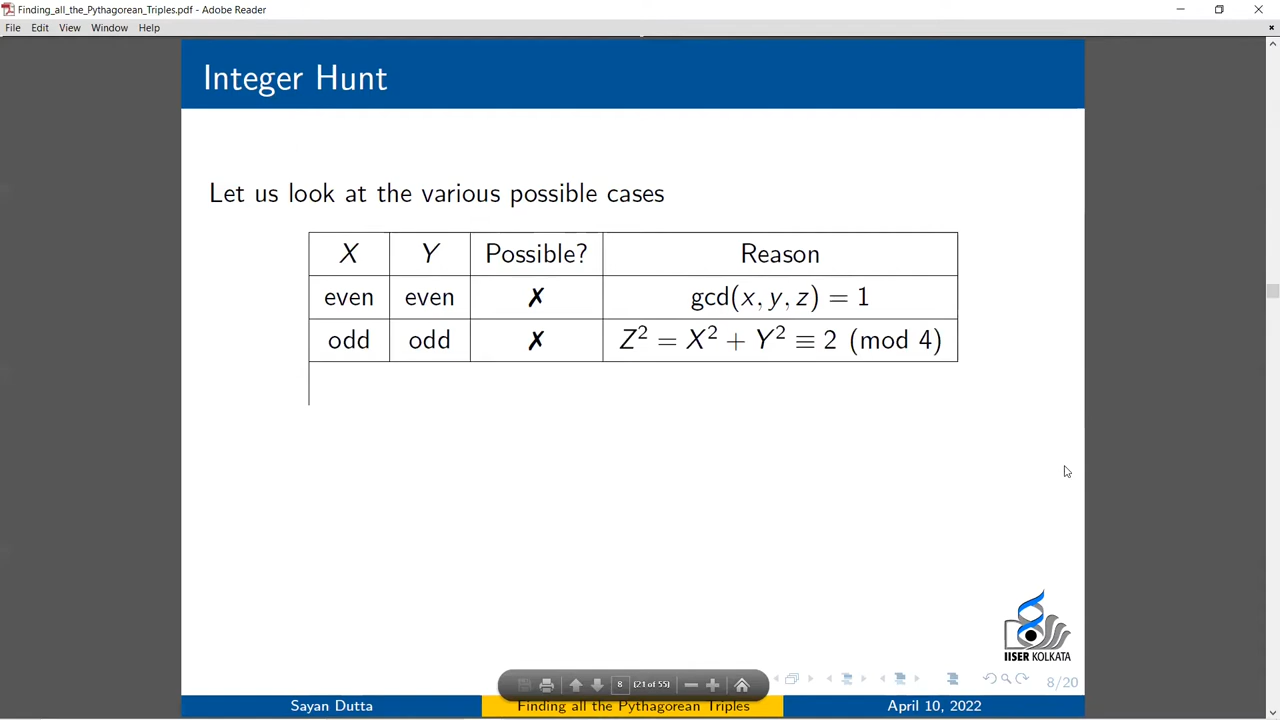 Finding_all_the_Pythagorean_Triples.pdf - Adobe Reader
File Edit View Window Help
Integer Hunt
Let us look at the various possible cases
X Y Possible? Reason
even even ✗ gcd(x, y, z) = 1
odd odd ✗ Z² = X² + Y² ≡ 2 (mod 4)
IISER KOLKATA
8 (21 of 55)
8/20
Sayan Dutta Finding all the Pythagorean Triples April 10, 2022